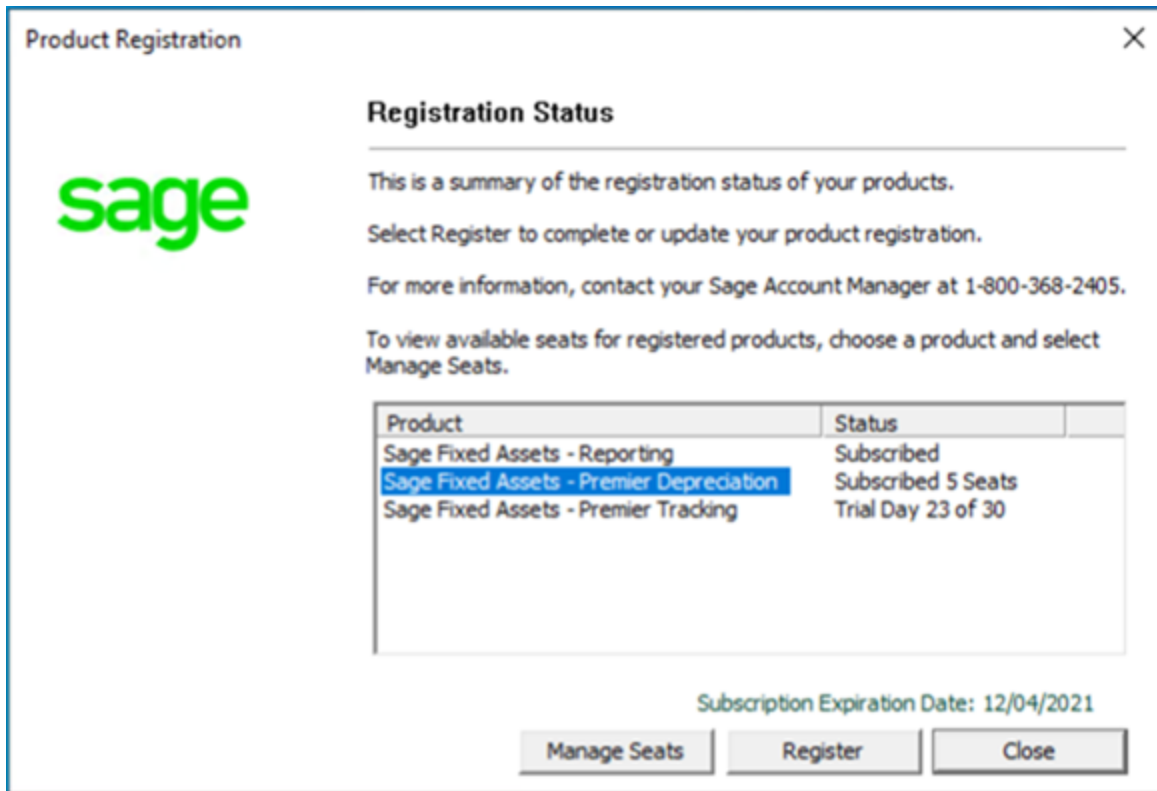 Product Registration
Registration Status
sage
This is a summary of the registration status of your products.
Select Register to complete or update your product registration.
For more information, contact your Sage Account Manager at 1-800-368-2405.
To view available seats for registered products, choose a product and select
Manage Seats.
Product Status
Sage Fixed Assets - Reporting Subscribed
Sage Fixed Assets - Premier Depreciation Subscribed 5 Seats
Sage Fixed Assets - Premier Tracking Trial Day 23 of 30
Subscription Expiration Date: 12/04/2021
Manage Seats Register Close